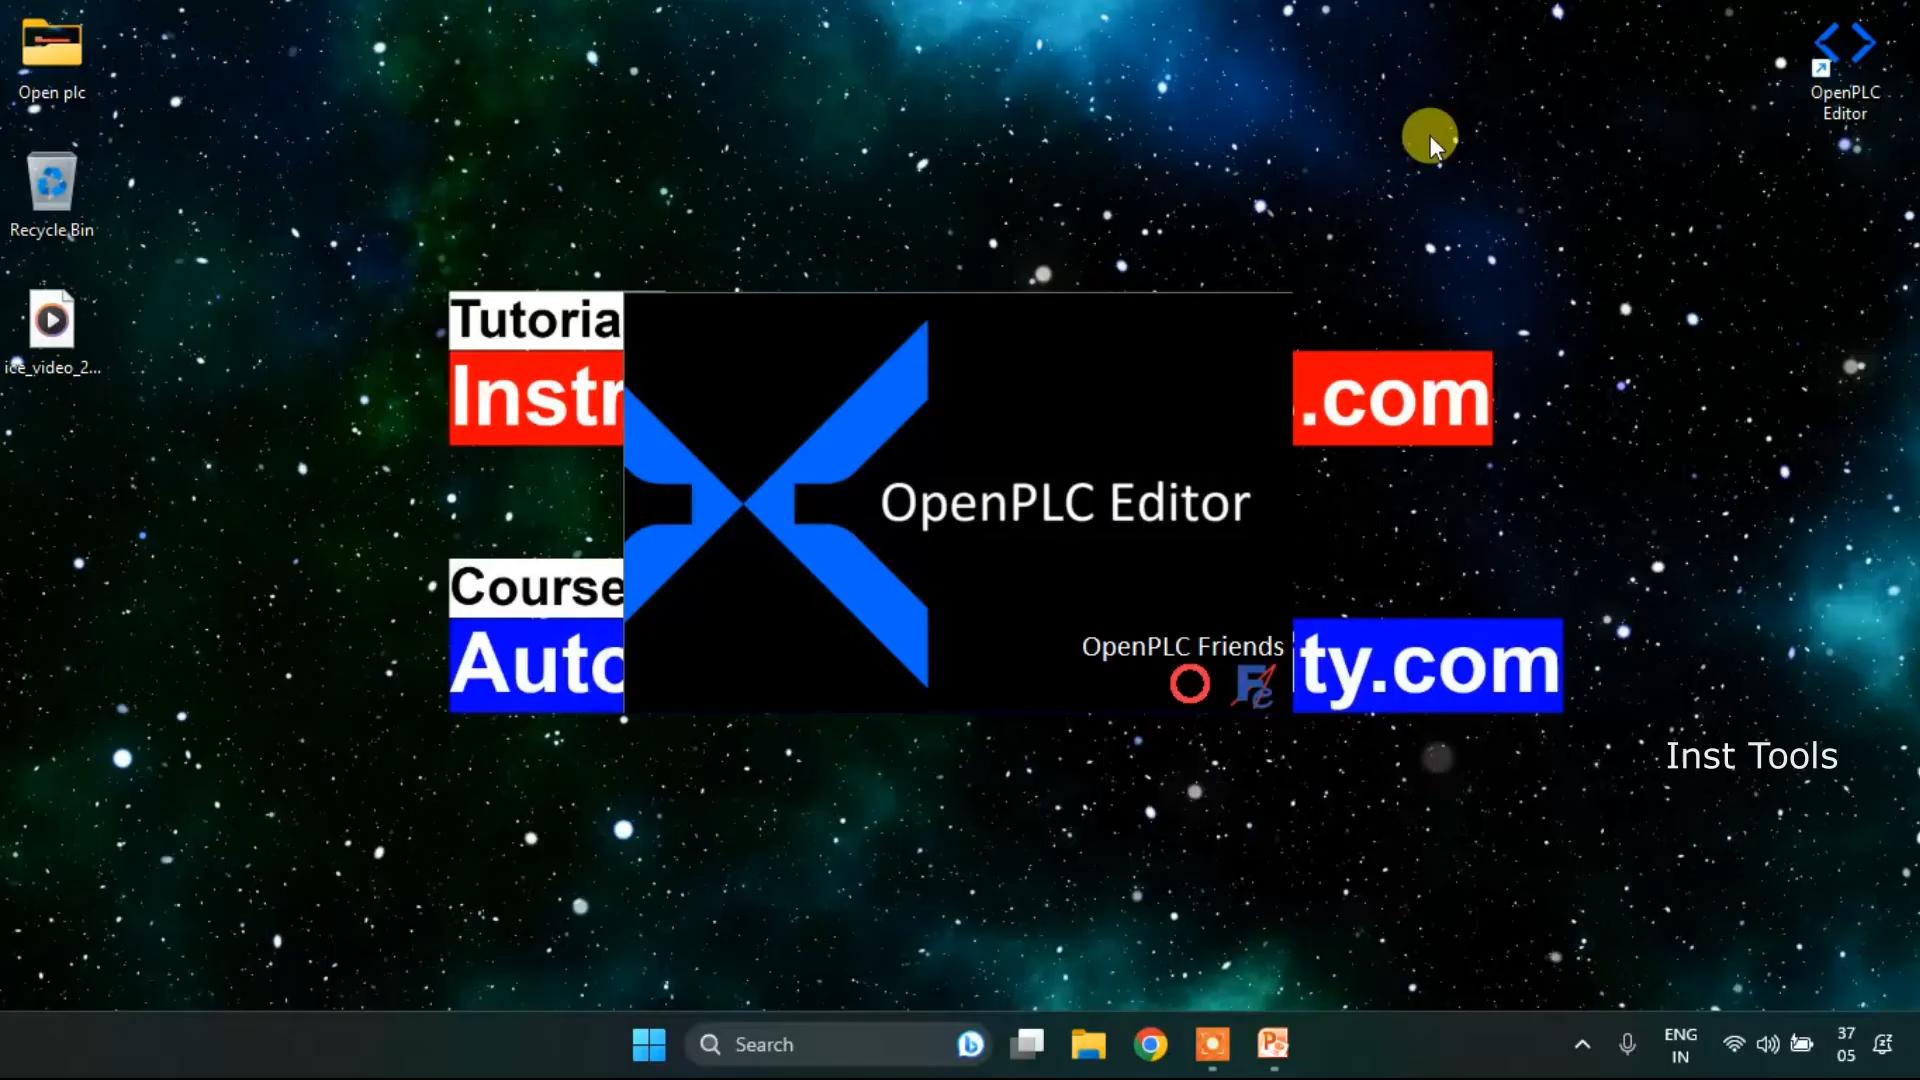 Open plc
OpenPLC
Editor
Recycle Bin
ice_video_2...
Tutoria
Instr
.com
OpenPLC Editor
Course
Auto
OpenPLC Friends
ty.com
Inst Tools
Search
ENG
IN
37
05